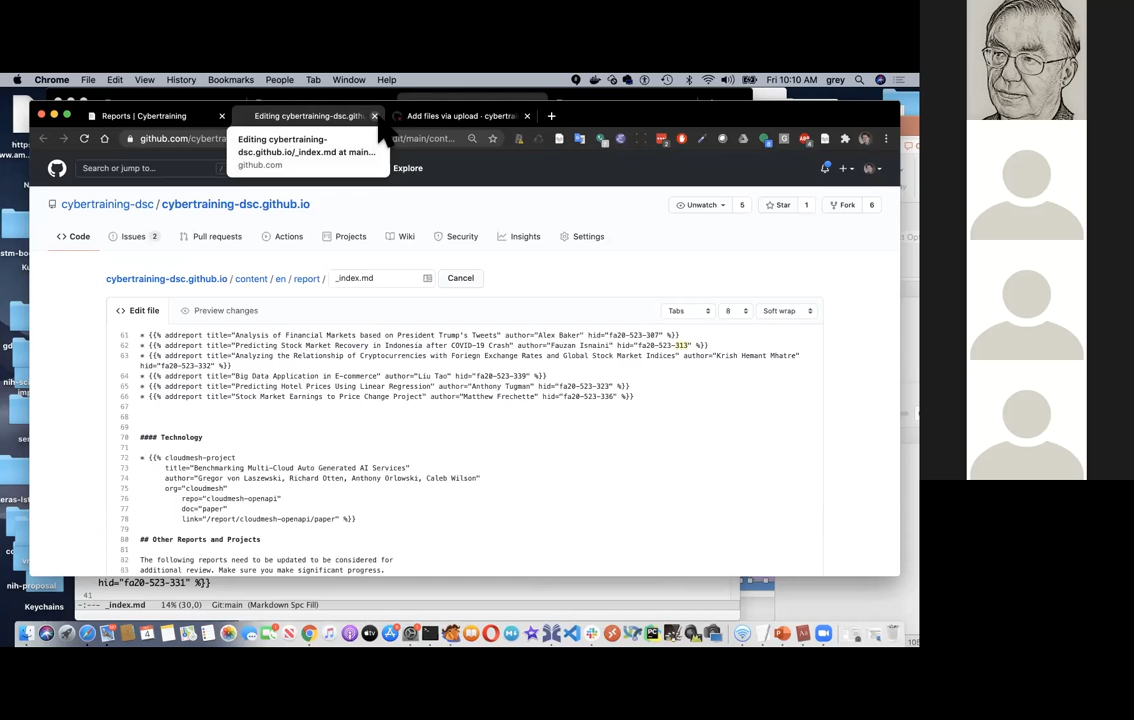 Chrome File Edit View History Bookmarks People Tab Window Help Fri 10:10 AM grey
Reports | Cybertraining
Editing cybertraining-dsc.gith
Add files via upload · cybertrai
github.com/cybertra
dit/main/cont...
Editing cybertraining-
dsc.github.io/_index.md at main...
github.com
Search or jump to...
/
Explore
cybertraining-dsc / cybertraining-dsc.github.io
Unwatch 5
Star 1
Fork 6
Code
Issues 2
Pull requests
Actions
Projects
Wiki
Security
Insights
Settings
cybertraining-dsc.github.io / content / en / report / _index.md Cancel
Edit file
Preview changes
Tabs
8
Soft wrap
61 * {{% addreport title="Analysis of Financial Markets based on President Trump's Tweets" author="Alex Baker" hid="fa20-523-307" %}}
62 * {{% addreport title="Predicting Stock Market Recovery in Indonesia after COVID-19 Crash" author="Fauzan Isnaini" hid="fa20-523-313" %}}
63 * {{% addreport title="Analyzing the Relationship of Cryptocurrencies with Foriegn Exchange Rates and Global Stock Market Indices" author="Krish Hemant Mhatre"
hid="fa20-523-332" %}}
64 * {{% addreport title="Big Data Application in E-commerce" author="Liu Tao" hid="fa20-523-339" %}}
65 * {{% addreport title="Predicting Hotel Prices Using Linear Regression" author="Anthony Tugman" hid="fa20-523-323" %}}
66 * {{% addreport title="Stock Market Earnings to Price Change Project" author="Matthew Frechette" hid="fa20-523-336" %}}
67
68
69
70 #### Technology
71
72 * {{% cloudmesh-project
73 title="Benchmarking Multi-Cloud Auto Generated AI Services"
74 author="Gregor von Laszewski, Richard Otten, Anthony Orlowski, Caleb Wilson"
75 org="cloudmesh"
76 repo="cloudmesh-openapi"
77 doc="paper"
78 link="/report/cloudmesh-openapi/paper" %}}
79
80 ## Other Reports and Projects
81
82 The following reports need to be updated to be considered for
83 additional review. Make sure you make significant progress.
hid="fa20-523-331" %}}
41
-:--- _index.md 14% (30,0) Git:main (Markdown Spc Fill)
nih-proposal
Keychains